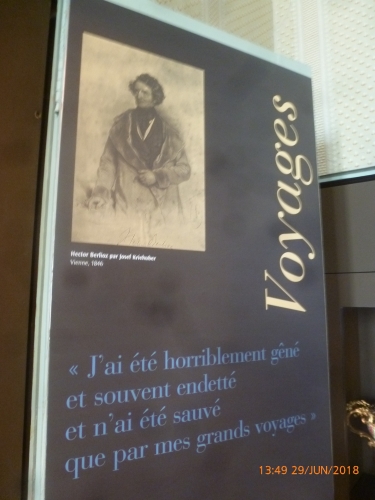 Voyages
Hector Berlioz par Josef Kriehuber
Vienne, 1846
« J'ai été horriblement gêné
et souvent endetté
et n'ai été sauvé
que par mes grands voyages »
13:49 29/JUN/2018